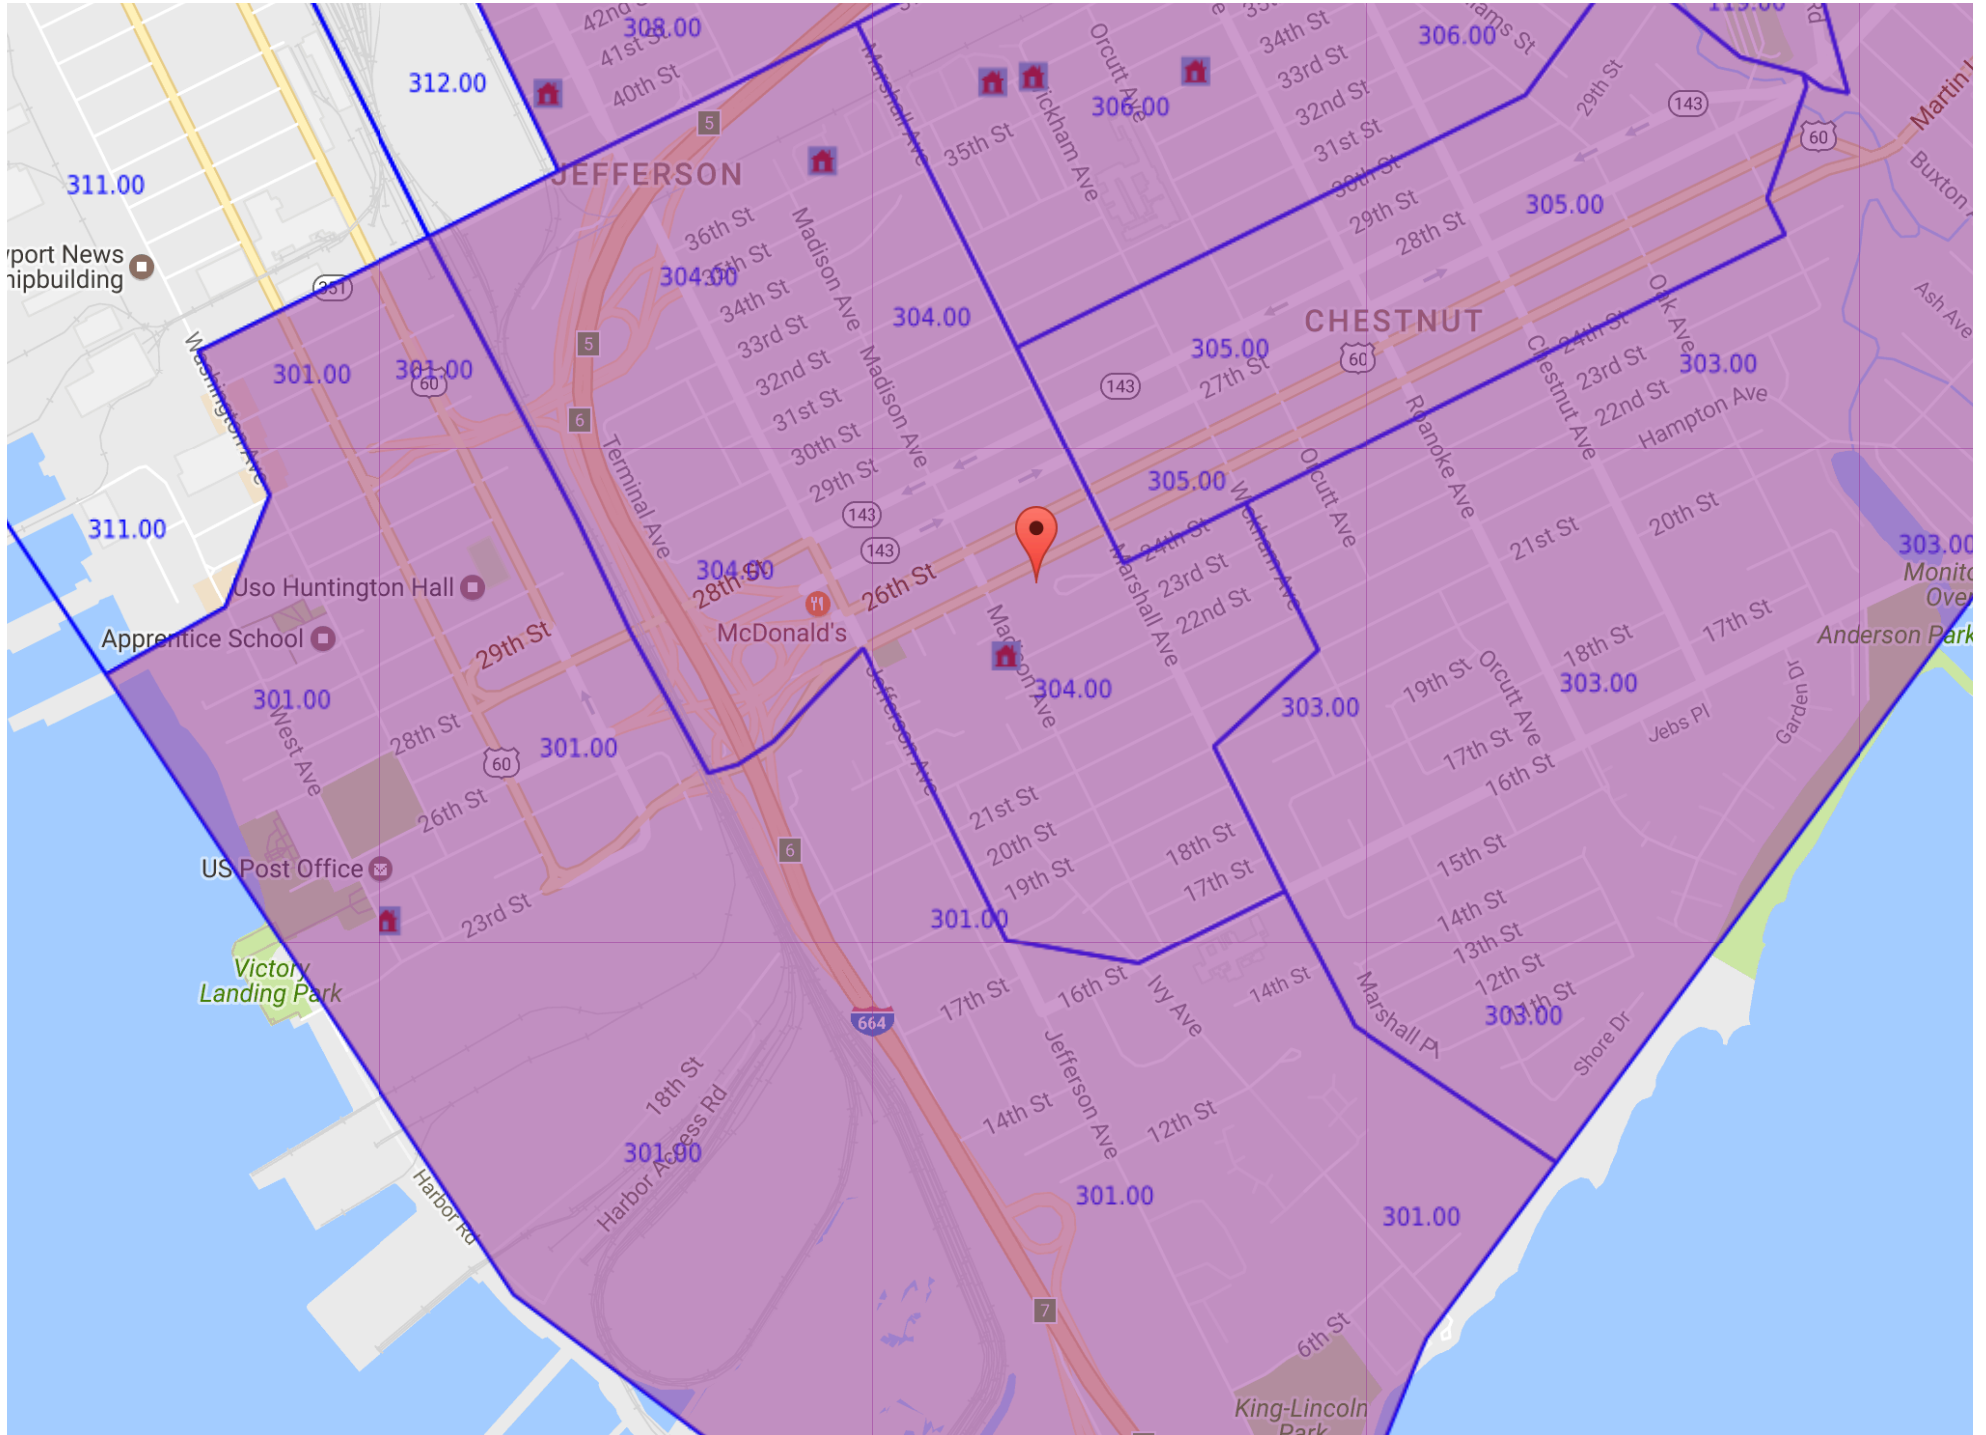 42nd St
308.00
41st St
40th St
312.00
5
Marshall Ave
Orcutt Ave
34th St
33rd St
32nd St
31st St
30th St
29th St
28th St
306.00
Williams St
29th St
119.00
Rd
143
60
Buxton
306.00
Wickham Ave
35th St
311.00
JEFFERSON
36th St
35th St
304.00
34th St
33rd St
32nd St
31st St
30th St
29th St
Madison Ave
Madison Ave
304.00
305.00
CHESTNUT
305.00
27th St
143
60
Oak Ave
24th St
23rd St
22nd St
Hampton Ave
303.00
Ash Ave
351
Washington Ave
301.00
301.00
60
5
6
Terminal Ave
143
143
305.00
Wickham Ave
Orcutt Ave
Roanoke Ave
Chestnut Ave
20th St
21st St
303.00
311.00
Uso Huntington Hall
Apprentice School
29th St
301.00
301.00
West Ave
28th St
60
26th St
US Post Office
23rd St
Victory
Landing Park
304.00
28th St
26th St
McDonald's
Jefferson Ave
Madison Ave
304.00
Marshall Ave
24th St
23rd St
22nd St
303.00
19th St
18th St
17th St
Orcutt Ave
303.00
17th St
16th St
Jebs Pl
Garden Dr
Anderson Park
6
21st St
20th St
19th St
18th St
17th St
301.00
15th St
14th St
13th St
12th St
11th St
303.00
Shore Dr
Marshall Pl
17th St
16th St
14th St
Ivy Ave
664
Jefferson Ave
14th St
12th St
18th St
Harbor Access Rd
301.00
Harbor Rd
301.00
301.00
7
6th St
King-Lincoln
Park